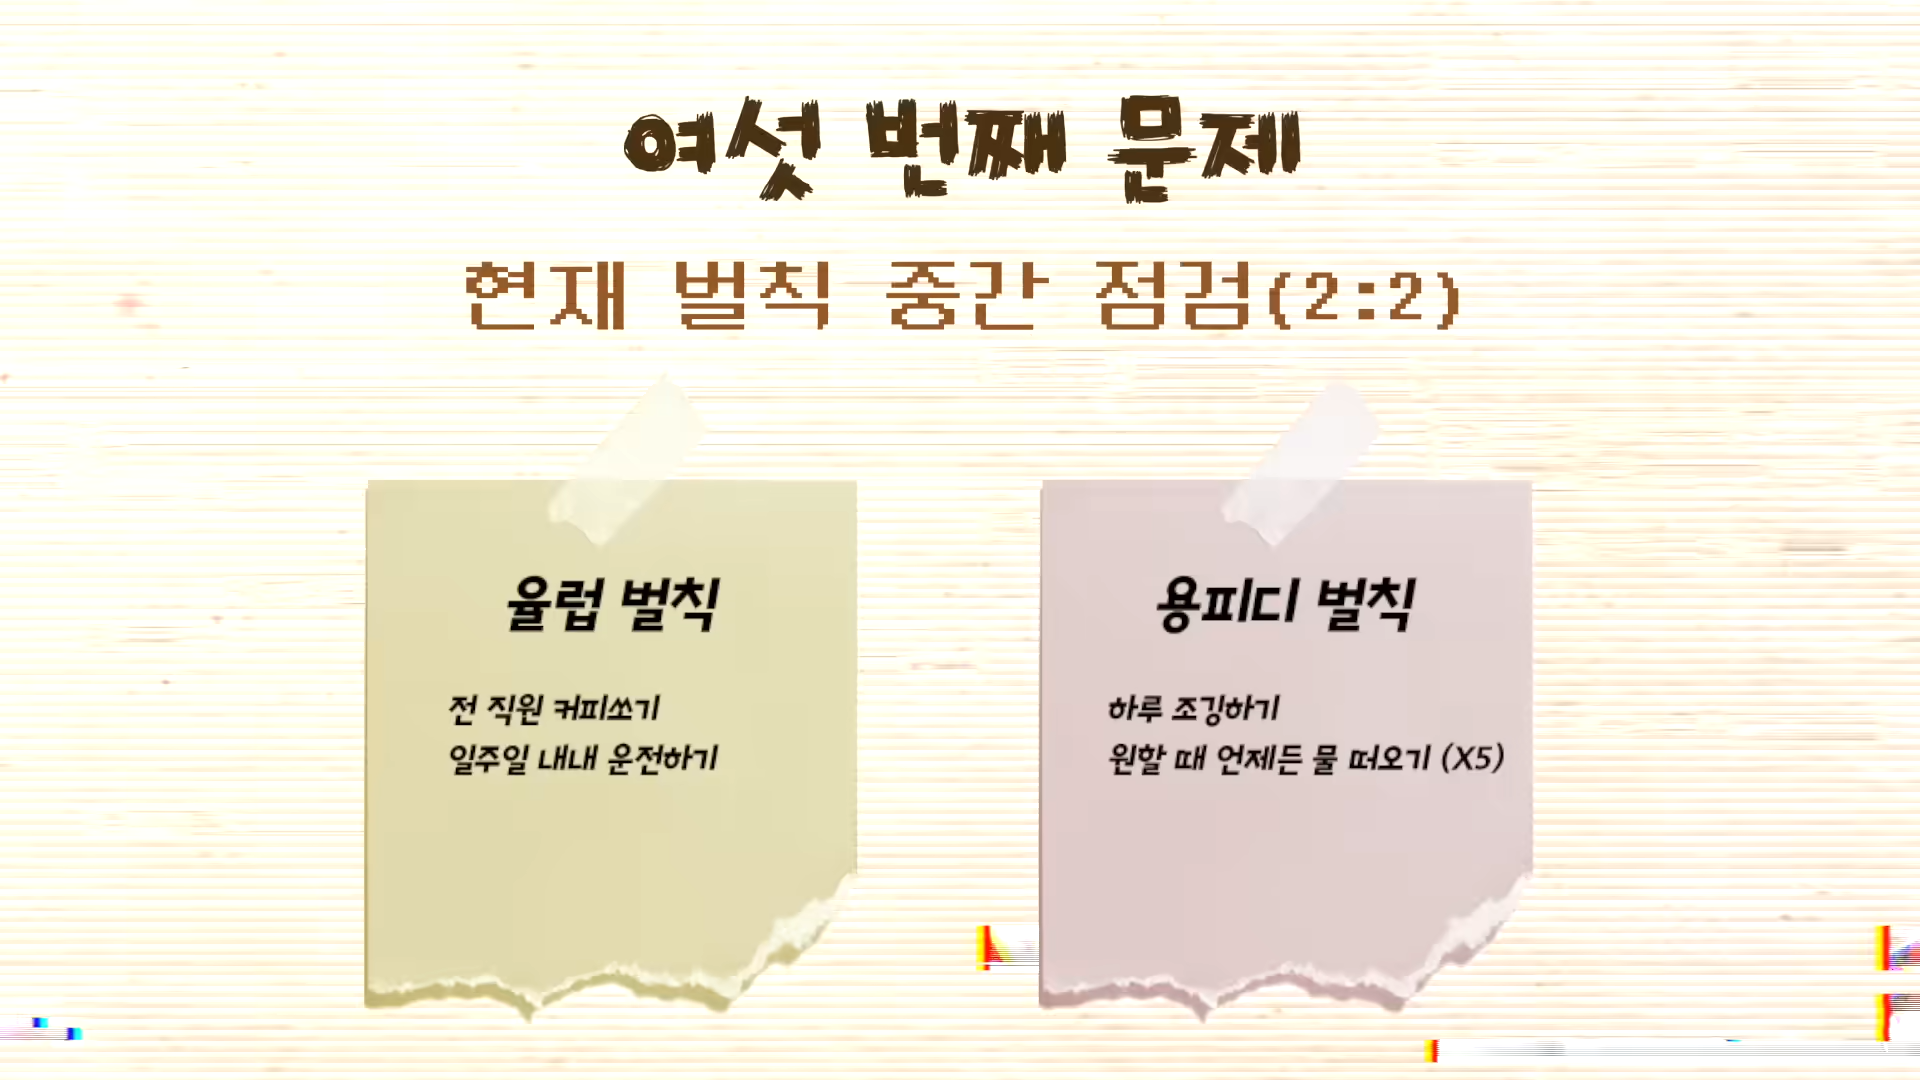 여섯 번째 문제
현재 벌칙 중간 점검(2:2)
율럽 벌칙
전 직원 커피쏘기
일주일 내내 운전하기
용피디 벌칙
하루 조깅하기
원할 때 언제든 물 떠오기 (X5)